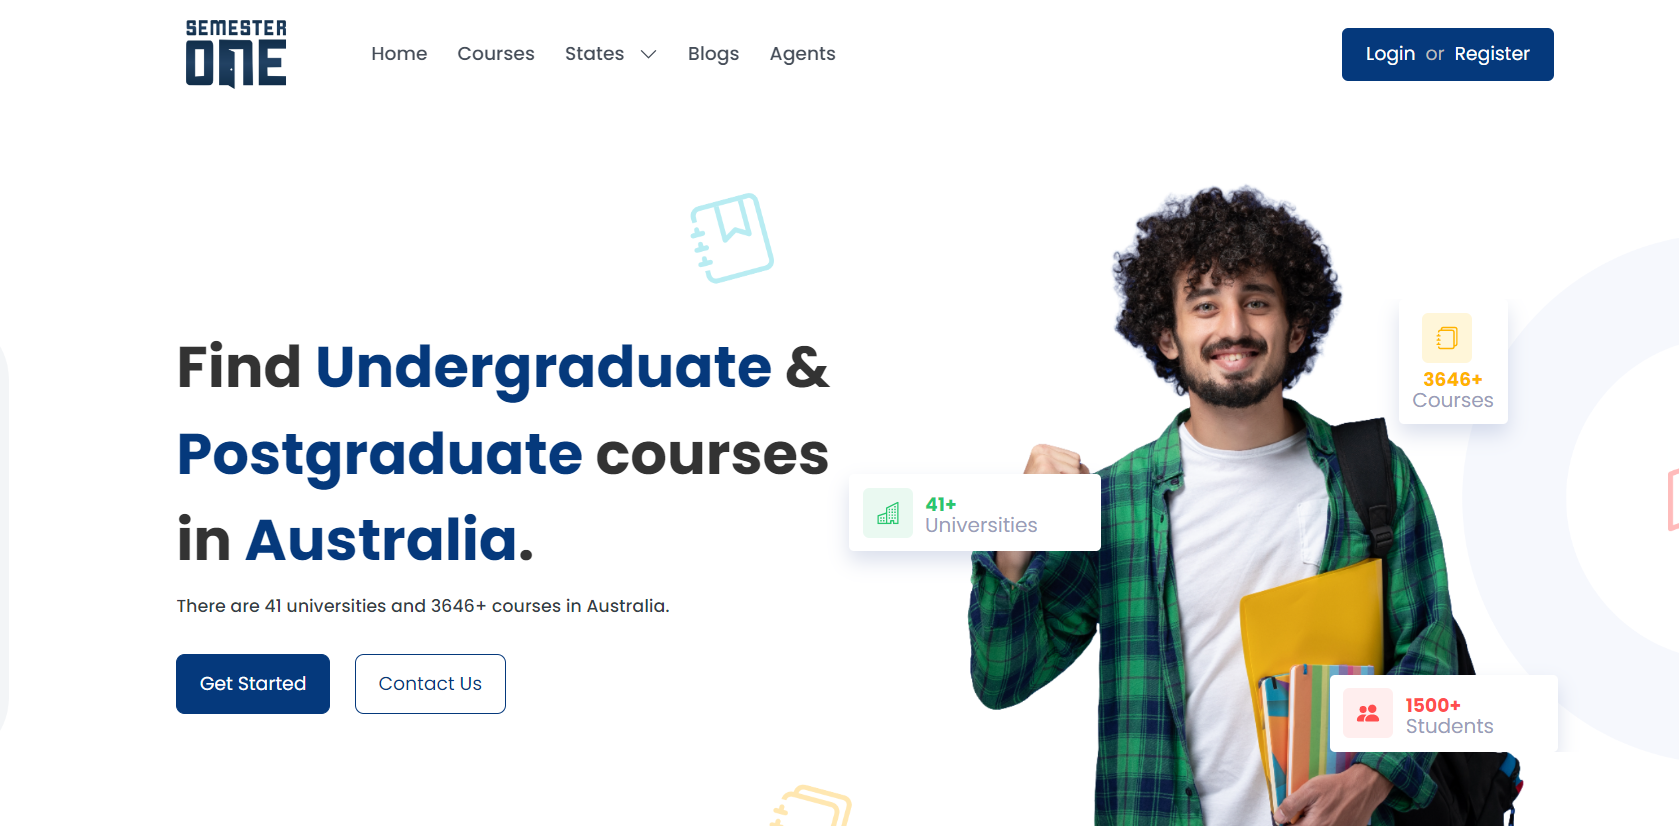 SEMESTER
ONE
Home Courses States Blogs Agents
Login or Register
Find Undergraduate &
Postgraduate courses
in Australia.
There are 41 universities and 3646+ courses in Australia.
Get Started Contact Us
3646+
Courses
41+
Universities
1500+
Students